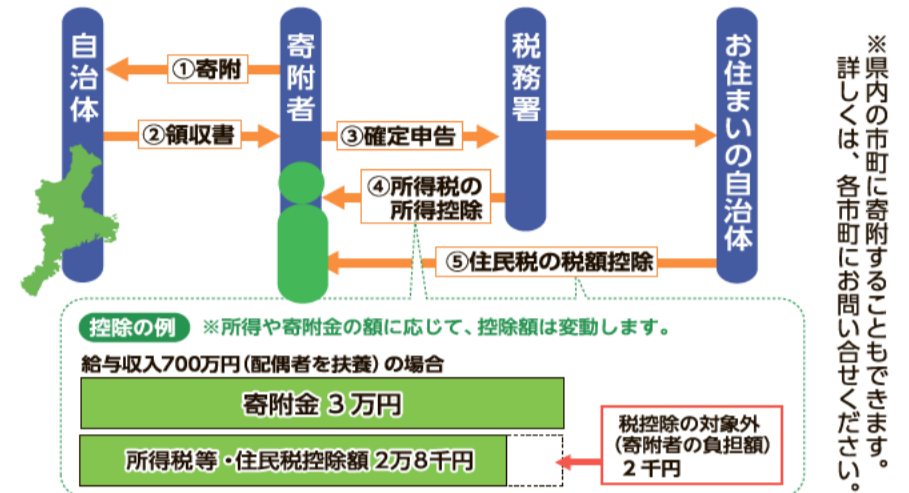 自治体
寄附者
税務署
お住まいの自治体
①寄附
②領収書
③確定申告
④所得税の
所得控除
⑤住民税の税額控除
※県内の市町に寄附することもできます。
詳しくは、各市町にお問い合せください。
控除の例
※所得や寄附金の額に応じて、控除額は変動します。
給与収入700万円(配偶者を扶養)の場合
寄附金 3万円
所得税等・住民税控除額 2万8千円
税控除の対象外
(寄附者の負担額)
2千円